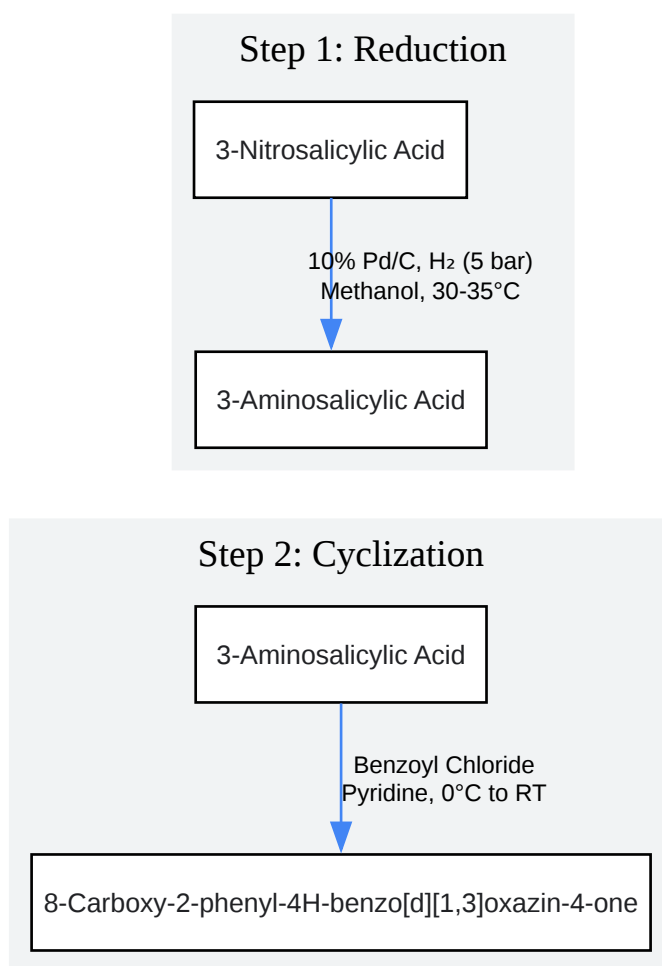 Step 1: Reduction
3-Nitrosalicylic Acid
10% Pd/C, H₂ (5 bar)
Methanol, 30-35°C
3-Aminosalicylic Acid
Step 2: Cyclization
3-Aminosalicylic Acid
Benzoyl Chloride
Pyridine, 0°C to RT
8-Carboxy-2-phenyl-4H-benzo[d][1,3]oxazin-4-one